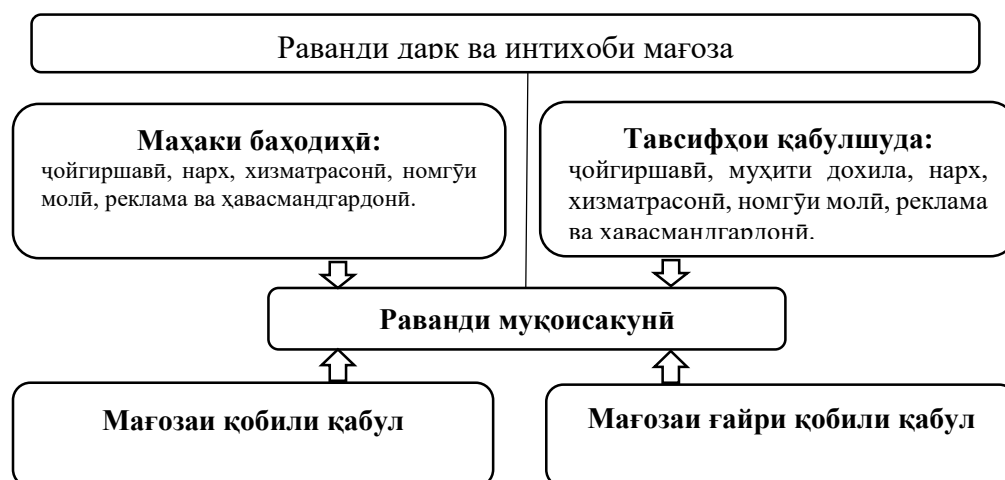 Раванди дарк ва интихоби мағоза
Маҳаки баҳодиҳӣ:
ҷойгиршавӣ, нарх, хизматрасонӣ, номгӯи
молӣ, реклама ва ҳавасмандгардонӣ.
Тавсифҳои қабулшуда:
ҷойгиршавӣ, муҳити дохила, нарх,
хизматрасонӣ, номгӯи молӣ, реклама
ва ҳавасмандгардонӣ.
Раванди муқоисакунӣ
Мағозаи қобили қабул
Мағозаи ғайри қобили қабул